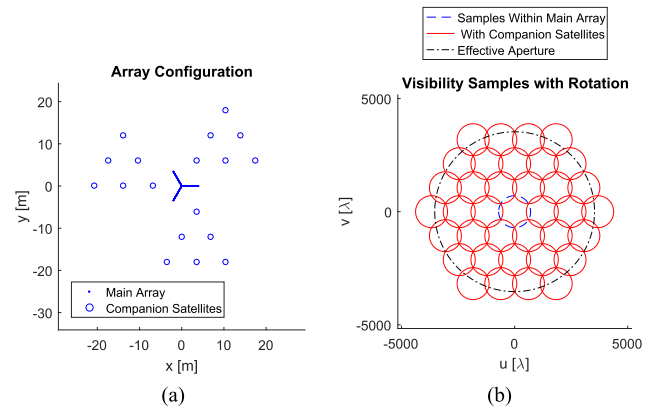 Array Configuration
20
10
0
-10
-20
-30
y [m]
-20
-10
0
10
20
x [m]
Main Array
Companion Satellites
(a)
Samples Within Main Array
With Companion Satellites
Effective Aperture
Visibility Samples with Rotation
5000
0
-5000
v [λ]
-5000
0
5000
u [λ]
(b)